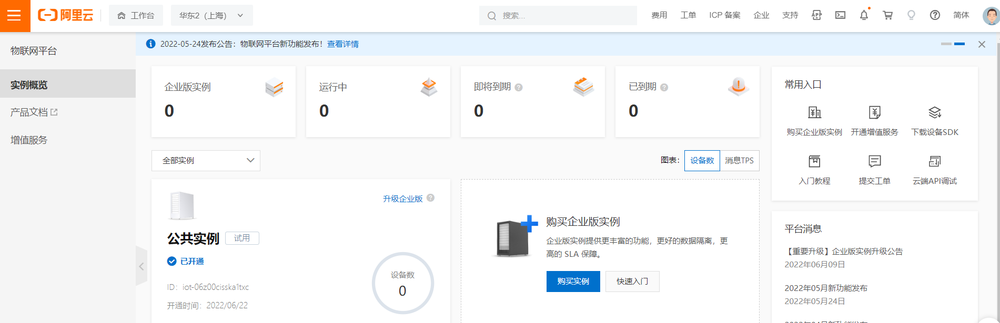 阿里云
工作台
华东2（上海）
搜索...
费用
工单
ICP 备案
企业
支持
简体
物联网平台
实例概览
产品文档
增值服务
2022-05-24发布公告：物联网平台新功能发布！查看详情
企业版实例
0
运行中
0
即将到期
0
已到期
0
全部实例
图表：
设备数
消息TPS
升级企业版
公共实例
试用
已开通
ID：iot-06z00cisska1txc
开通时间：2022/06/22
设备数
0
购买企业版实例
企业版实例提供更丰富的功能，更好的数据隔离，更
高的 SLA 保障。
购买实例
快速入门
常用入口
购买企业版实例
开通增值服务
下载设备SDK
入门教程
提交工单
云端API调试
平台消息
【重要升级】企业版实例升级公告
2022年06月09日
2022年05月新功能发布
2022年05月24日